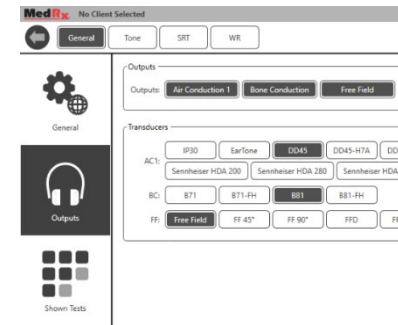 MedRx No Client Selected
General Tone SRT WR
Outputs
Outputs: Air Conduction 1 Bone Conduction Free Field
General
Transducers
AC1: IP30 EarTone DD45 DD45-H7A DD
Sennheiser HDA 200 Sennheiser HDA 280 Sennheiser HDA
BC: B71 B71-FH B81 B81-FH
Outputs
FF: Free Field FF 45° FF 90° FFD
Shown Tests